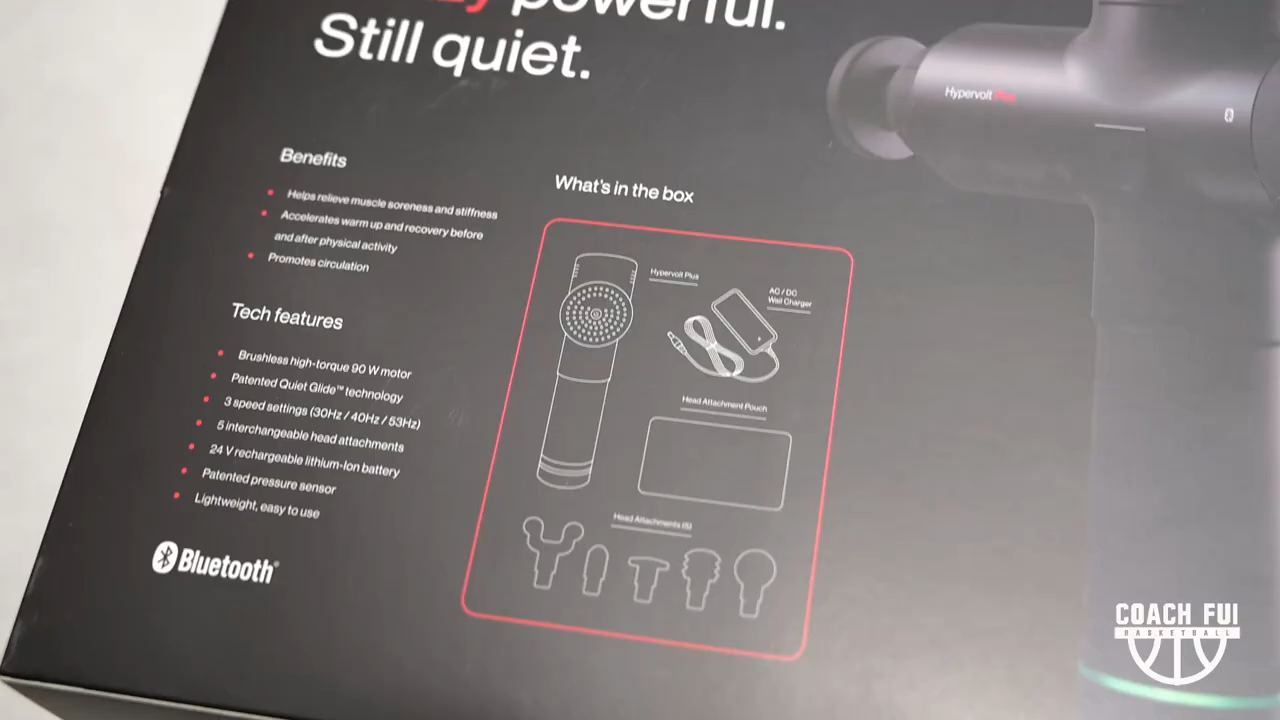 powerful.
Still quiet.
Hypervolt Plus
Benefits
Helps relieve muscle soreness and stiffness
Accelerates warm up and recovery before
and after physical activity
Promotes circulation
Tech features
Brushless high-torque 90 W motor
Patented Quiet Glide™ technology
3 speed settings (30Hz / 40Hz / 53Hz)
5 interchangeable head attachments
24 V rechargeable lithium-Ion battery
Patented pressure sensor
Lightweight, easy to use
Bluetooth®
What's in the box
Hypervolt Plus
AC / DC
Wall Charger
Head Attachment Pouch
Head Attachments (5)
COACH FUI
BASKETBALL